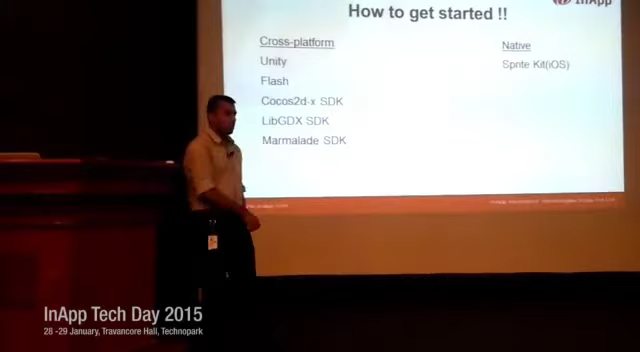 InApp
How to get started !!
Cross-platform
Native
Unity
Sprite Kit(iOS)
Flash
Cocos2d-x SDK
LibGDX SDK
Marmalade SDK
InApp Tech Day 2015
28 -29 January, Travancore Hall, Technopark